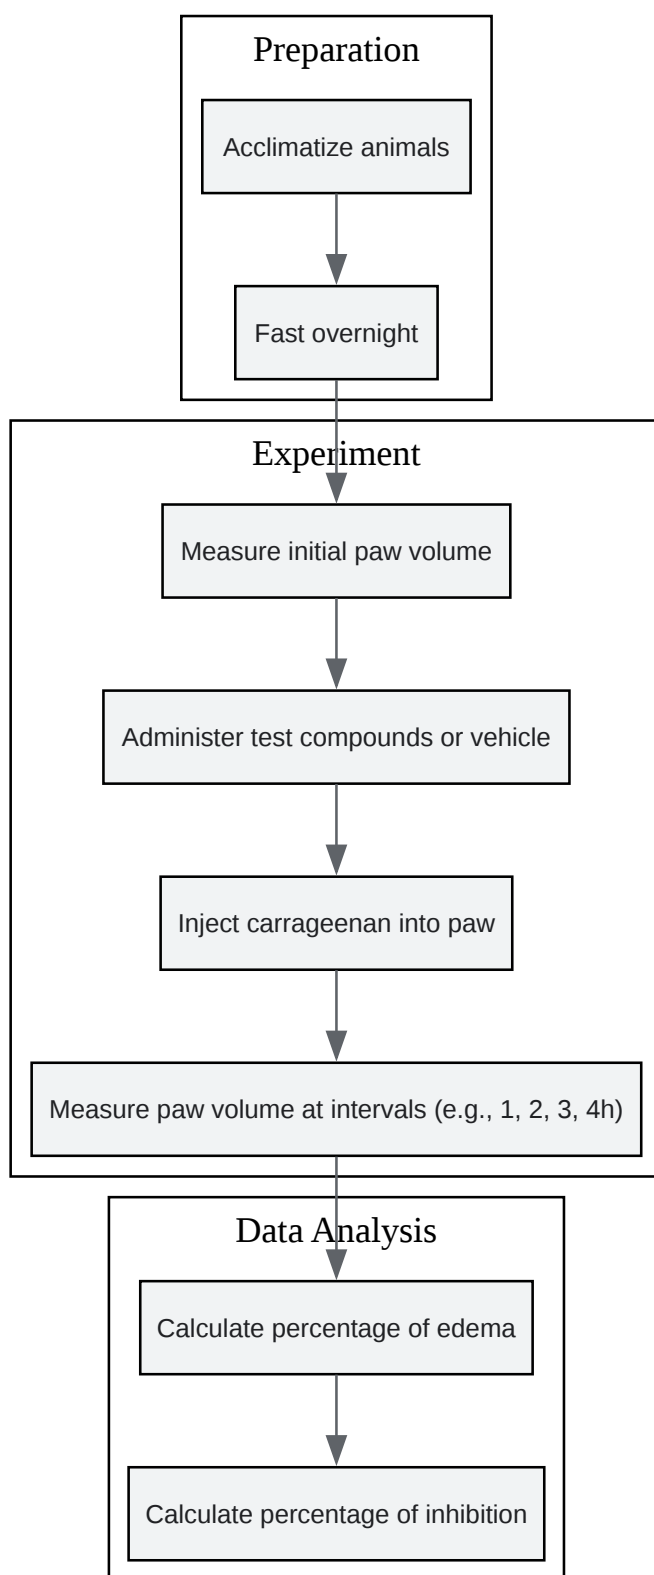 Preparation
Acclimatize animals
Fast overnight
Experiment
Measure initial paw volume
Administer test compounds or vehicle
Inject carrageenan into paw
Measure paw volume at intervals (e.g., 1, 2, 3, 4h)
Data Analysis
Calculate percentage of edema
Calculate percentage of inhibition